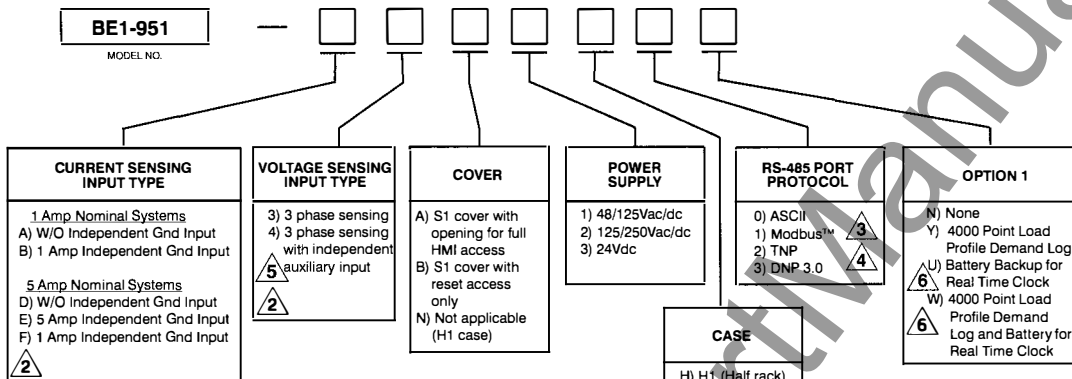 BE1-951
MODEL NO.
CURRENT SENSING
INPUT TYPE
1 Amp Nominal Systems
A) W/O Independent Gnd Input
B) 1 Amp Independent Gnd Input
5 Amp Nominal Systems
D) W/O Independent Gnd Input
E) 5 Amp Independent Gnd Input
F) 1 Amp Independent Gnd Input
2
VOLTAGE SENSING
INPUT TYPE
3) 3 phase sensing
4) 3 phase sensing
with independent
auxiliary input
5
2
COVER
A) S1 cover with
opening for full
HMI access
B) S1 cover with
reset access
only
N) Not applicable
(H1 case)
POWER
SUPPLY
1) 48/125Vac/dc
2) 125/250Vac/dc
3) 24Vdc
CASE
H) H1 (Half rack)
RS-485 PORT
PROTOCOL
0) ASCII
1) Modbus™
2) TNP
3) DNP 3.0
3
4
OPTION 1
N) None
Y) 4000 Point Load
Profile Demand Log
U) Battery Backup for
6 Real Time Clock
W) 4000 Point Load
6 Profile Demand
Log and Battery for
Real Time Clock